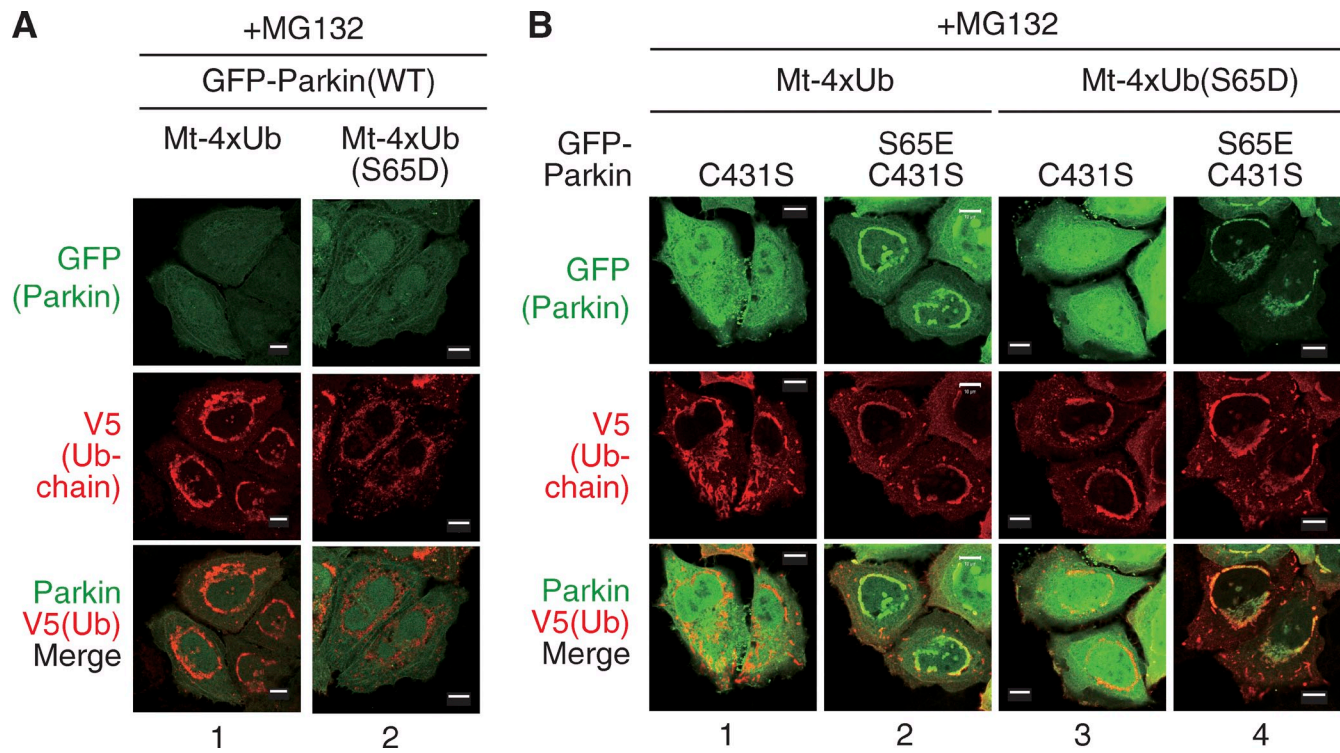 A
+MG132
GFP-Parkin(WT)
Mt-4xUb
Mt-4xUb
(S65D)
GFP
(Parkin)
V5
(Ub-
chain)
Parkin
V5(Ub)
Merge
1
2
B
+MG132
Mt-4xUb
Mt-4xUb(S65D)
GFP-
Parkin
C431S
S65E
C431S
C431S
S65E
C431S
GFP
(Parkin)
V5
(Ub-
chain)
Parkin
V5(Ub)
Merge
1
2
3
4